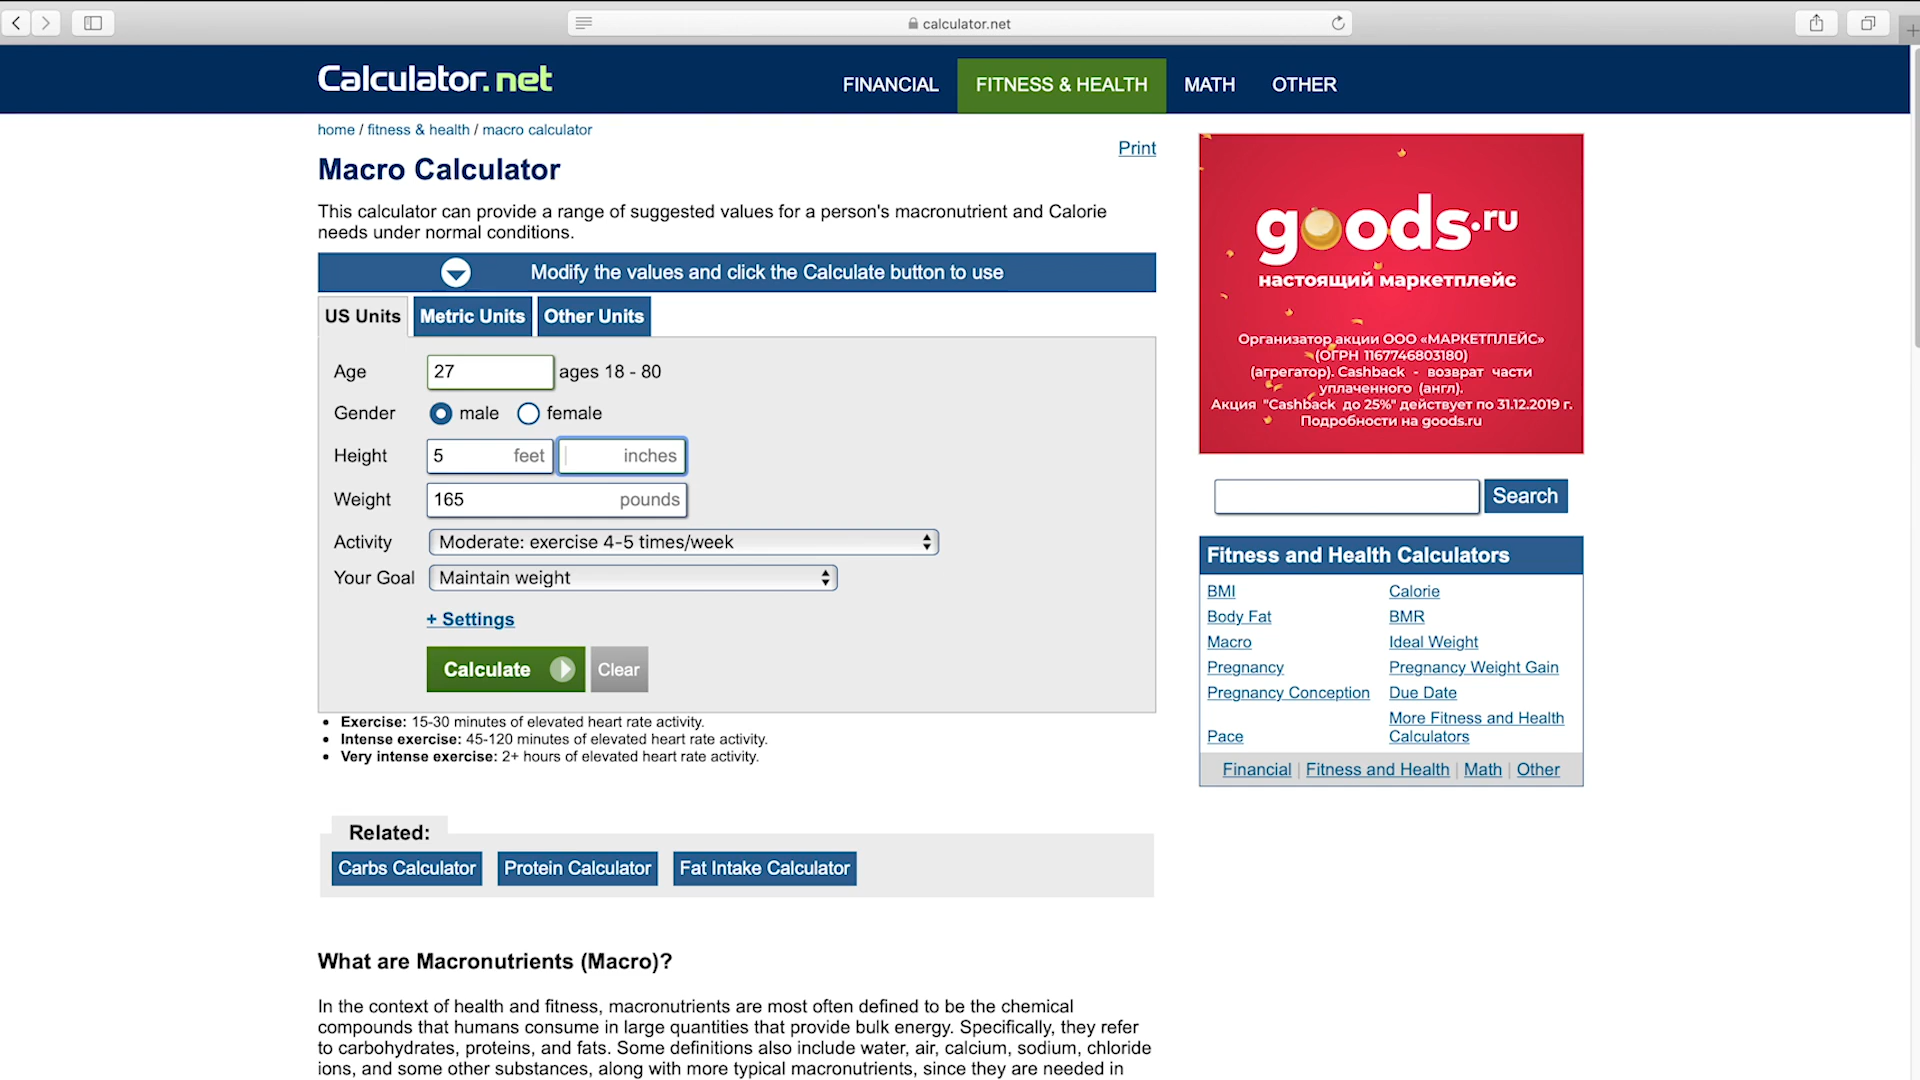 calculator.net
Calculator.net
FINANCIAL
FITNESS & HEALTH
MATH
OTHER
home / fitness & health / macro calculator
Print
Macro Calculator
This calculator can provide a range of suggested values for a person's macronutrient and Calorie
needs under normal conditions.
Modify the values and click the Calculate button to use
US Units
Metric Units
Other Units
Age
27
ages 18 - 80
Gender
male
female
Height
5
feet
inches
Weight
165
pounds
Activity
Moderate: exercise 4-5 times/week
Your Goal
Maintain weight
+ Settings
Calculate
Clear
Exercise: 15-30 minutes of elevated heart rate activity.
Intense exercise: 45-120 minutes of elevated heart rate activity.
Very intense exercise: 2+ hours of elevated heart rate activity.
Related:
Carbs Calculator
Protein Calculator
Fat Intake Calculator
What are Macronutrients (Macro)?
In the context of health and fitness, macronutrients are most often defined to be the chemical
compounds that humans consume in large quantities that provide bulk energy. Specifically, they refer
to carbohydrates, proteins, and fats. Some definitions also include water, air, calcium, sodium, chloride
ions, and some other substances, along with more typical macronutrients, since they are needed in
goods.ru
настоящий маркетплейс
Организатор акции ООО «МАРКЕТПЛЕЙС»
(ОГРН 1167746803180)
(агрегатор). Cashback - возврат части
уплаченного (англ).
Акция "Cashback до 25%" действует по 31.12.2019 г.
Подробности на goods.ru
Search
Fitness and Health Calculators
BMI
Calorie
Body Fat
BMR
Macro
Ideal Weight
Pregnancy
Pregnancy Weight Gain
Pregnancy Conception
Due Date
Pace
More Fitness and Health
Calculators
Financial | Fitness and Health | Math | Other